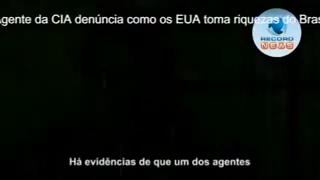 Agente da CIA denúncia como os EUA toma riquezas do Bras
RECORD
NEWS
Há evidências de que um dos agentes